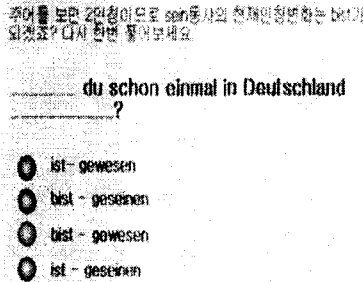 주어를 보면 2인칭이므로 sein동사의 현재인칭변화는 bist가
되겠죠? 다시 한번 풀어보세요
______ du schon einmal in Deutschland
__________?
ist - gewesen
bist - geseinen
bist - gewesen
ist - geseinen